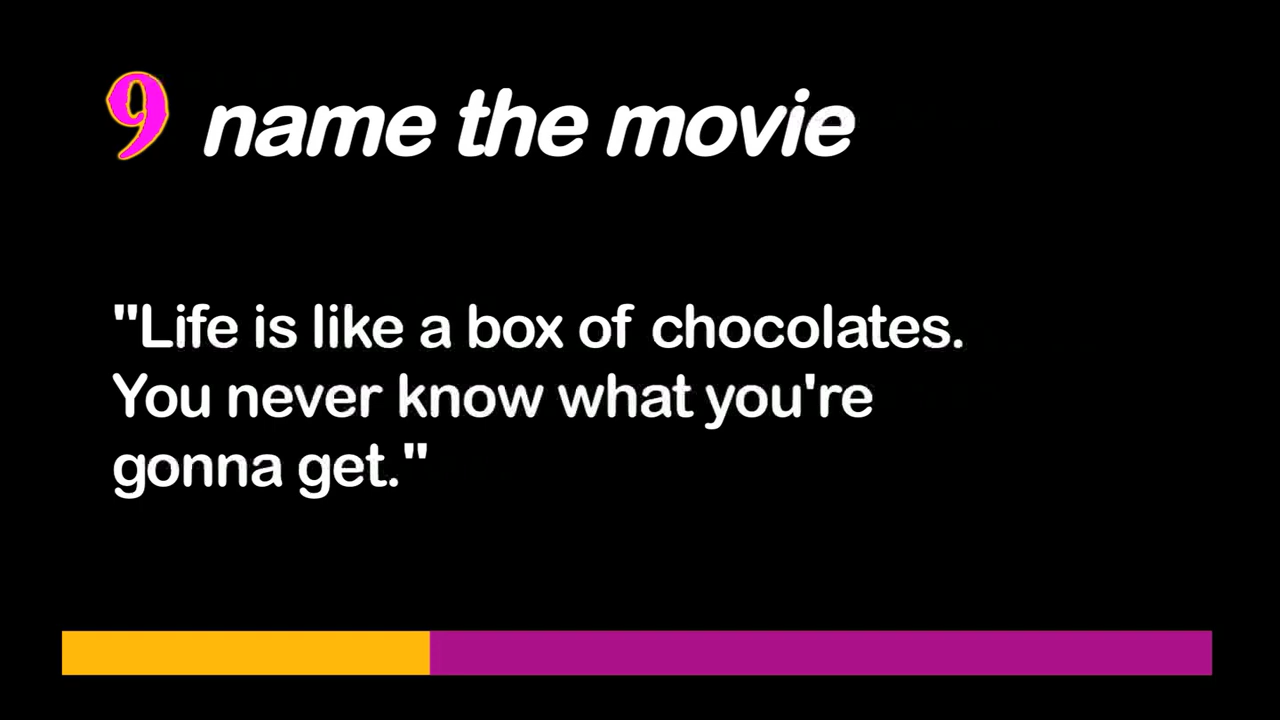 9 name the movie
"Life is like a box of chocolates.
You never know what you're
gonna get."